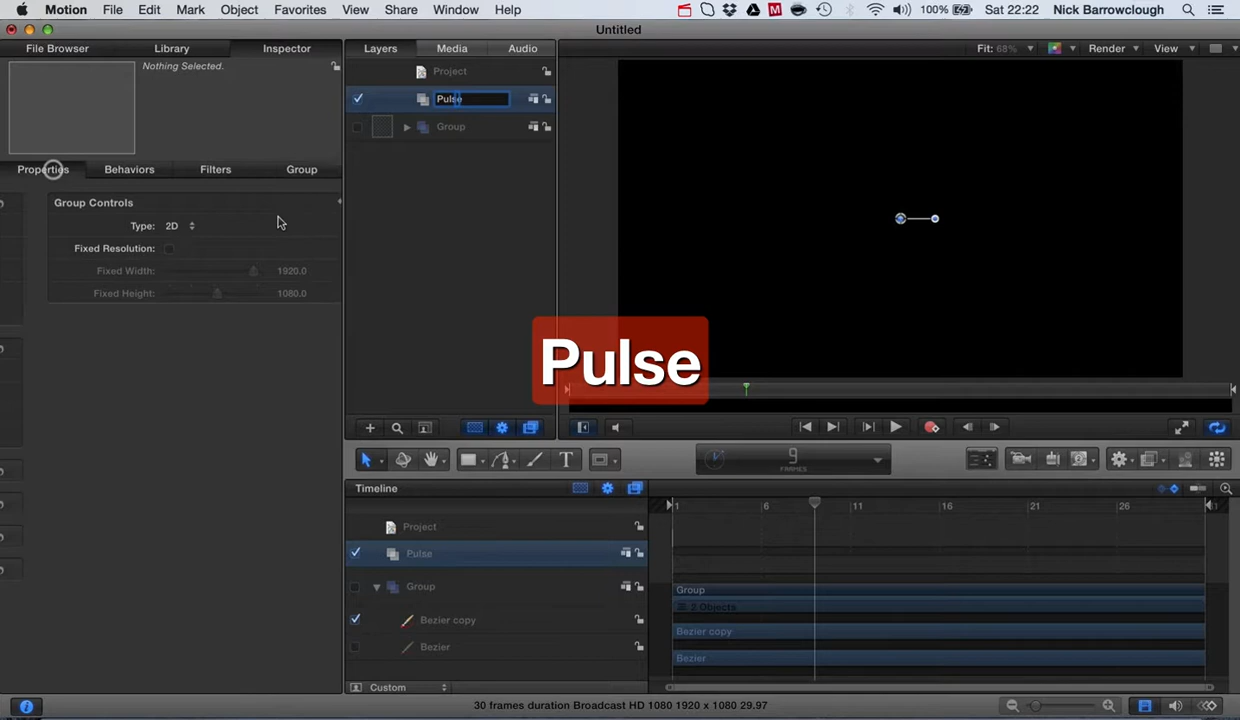 Motion File Edit Mark Object Favorites View Share Window Help 100% Sat 22:22 Nick Barrowclough
Untitled
File Browser Library Inspector Layers Media Audio Fit: 68% Render View
Nothing Selected.
Project
Pulse
Group
Properties Behaviors Filters Group
Group Controls
Type: 2D
Fixed Resolution:
Fixed Width: 1920.0
Fixed Height: 1080.0
Pulse
T
9
FRAMES
Timeline
1 6 11 16 21 26
Project
Pulse
Group Group
2 Objects
Bezier copy Bezier copy
Bezier Bezier
Custom
30 frames duration Broadcast HD 1080 1920 x 1080 29.97